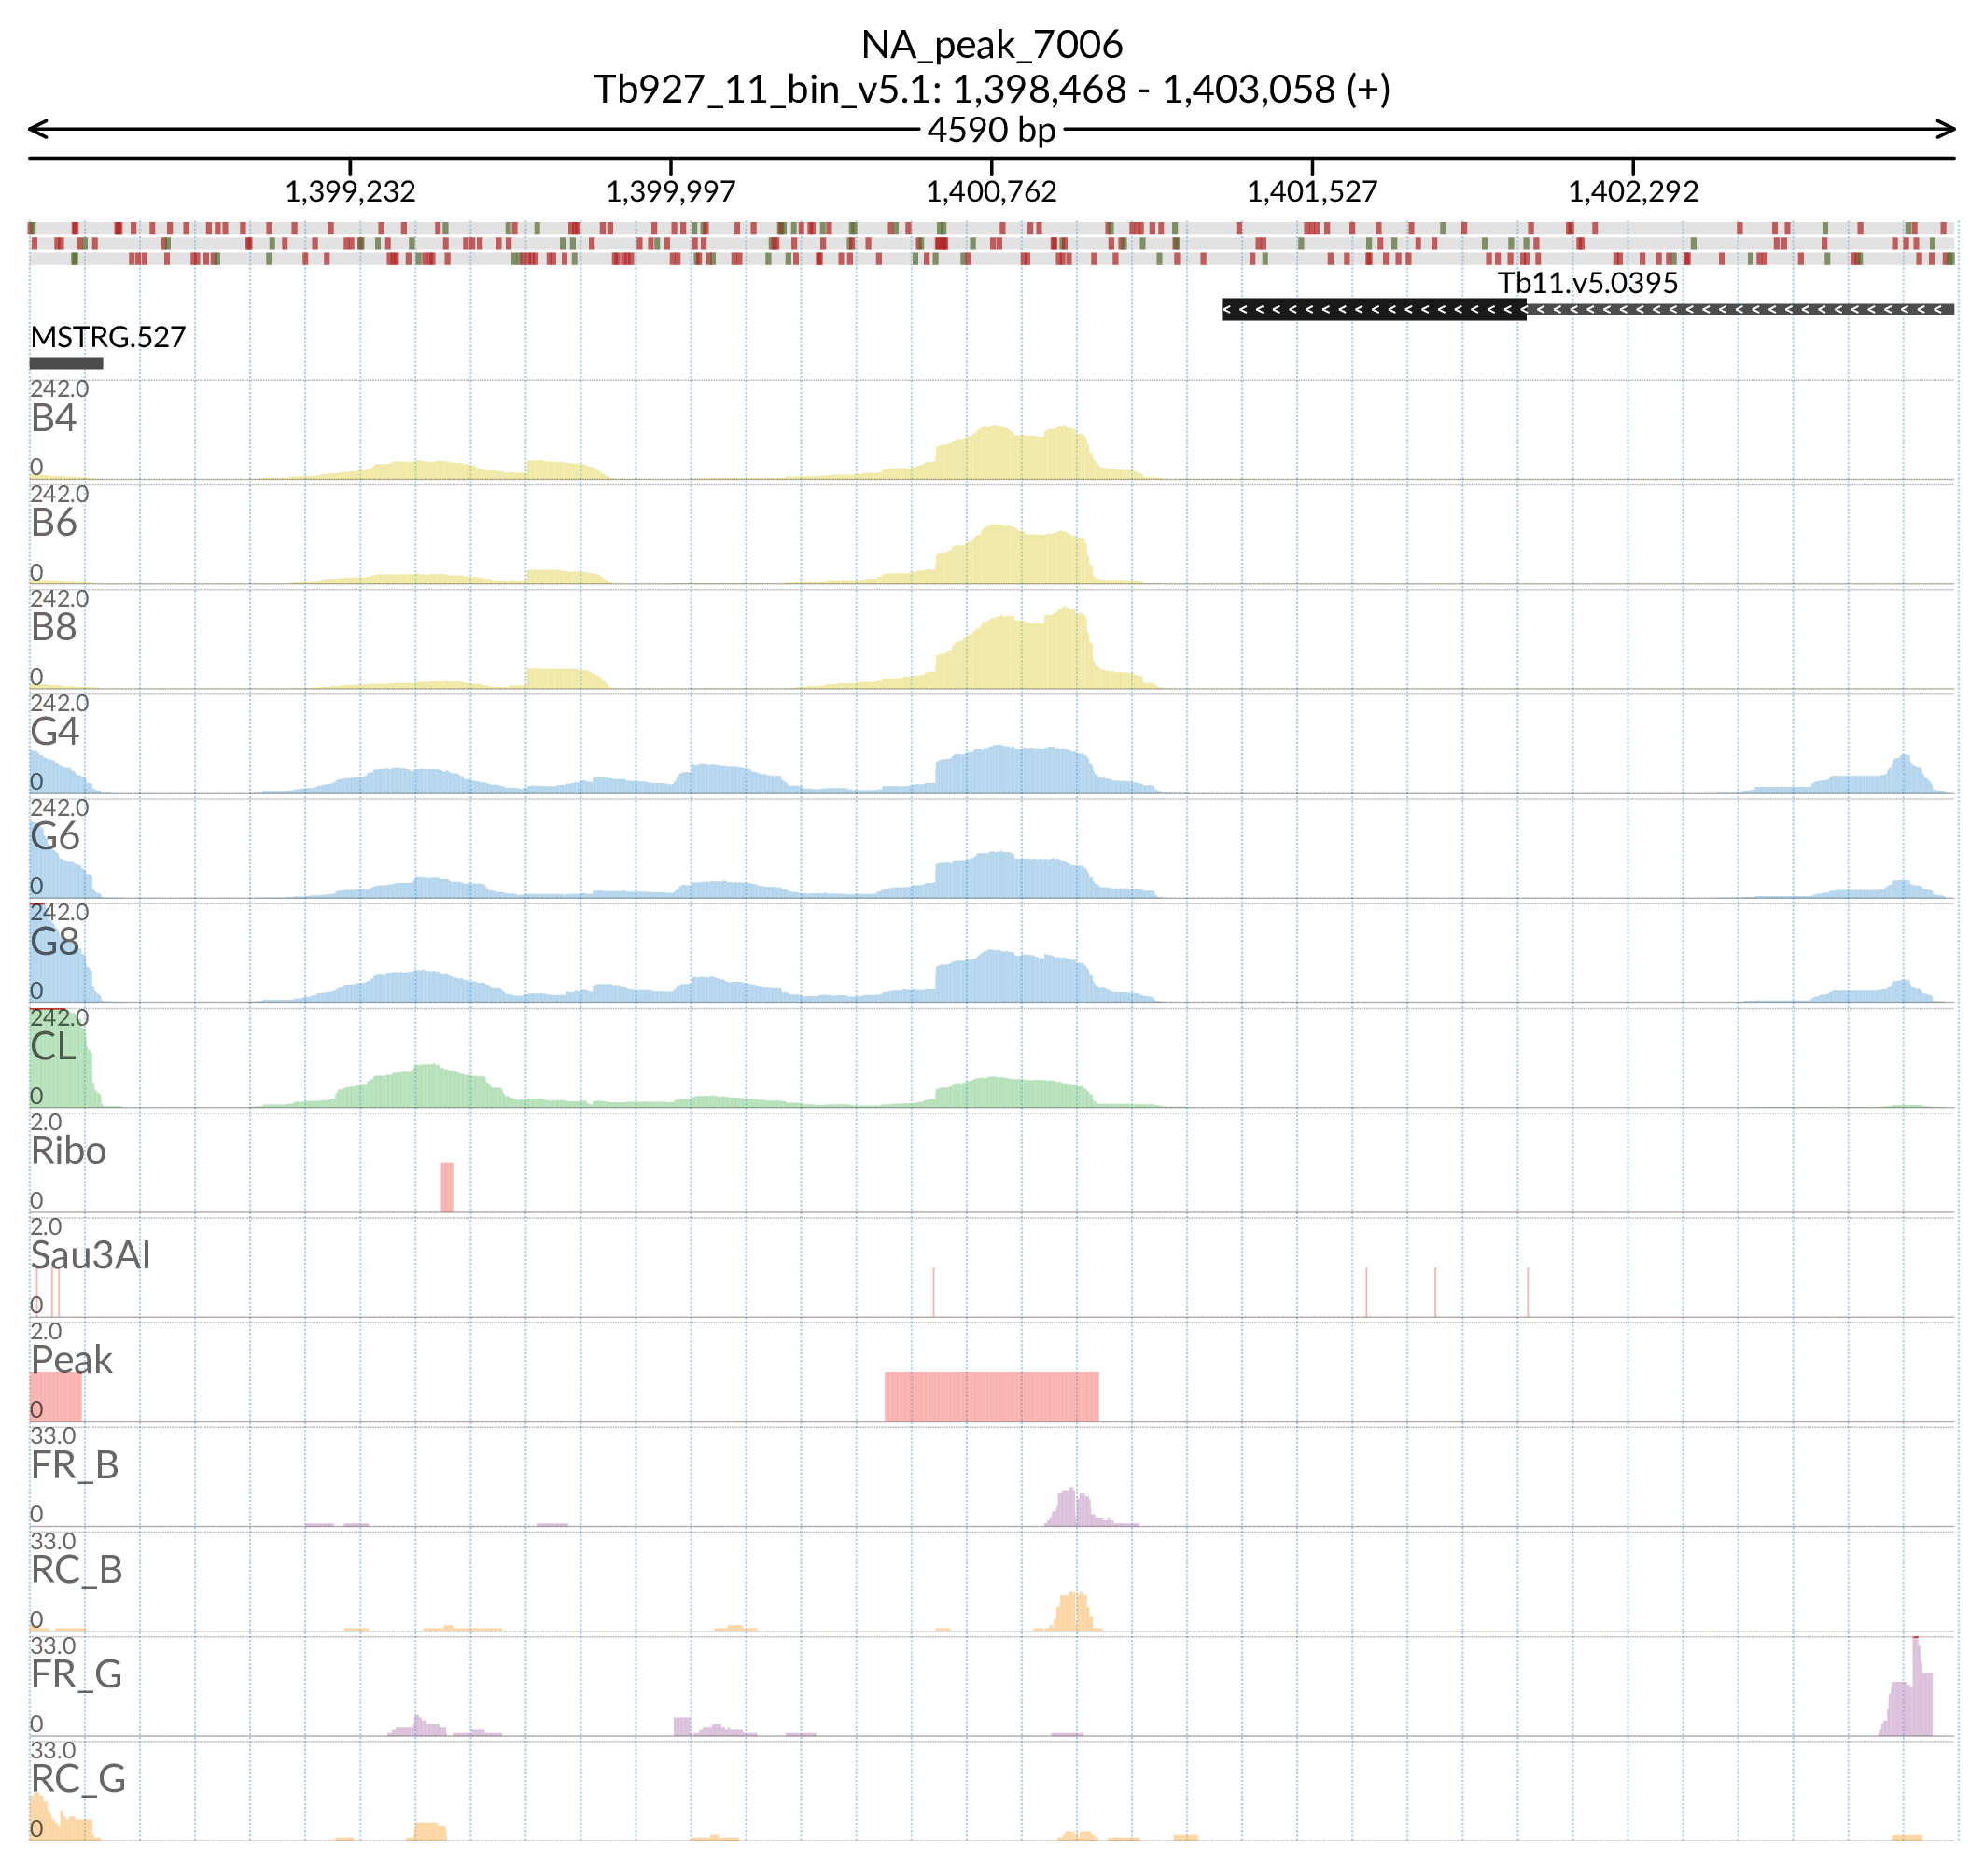 NA_peak_7006
Tb927_11_bin_v5.1: 1,398,468 - 1,403,058 (+)
4590 bp
1,399,232 1,399,997 1,400,762 1,401,527 1,402,292
Tb11.v5.0395
MSTRG.527
242.0
B4
0
242.0
B6
0
242.0
B8
0
242.0
G4
0
242.0
G6
0
242.0
G8
0
242.0
CL
0
2.0
Ribo
0
2.0
Sau3AI
0
2.0
Peak
0
33.0
FR_B
0
33.0
RC_B
0
33.0
FR_G
0
33.0
RC_G
0